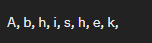 A, b, h, i, s, h, e, k,